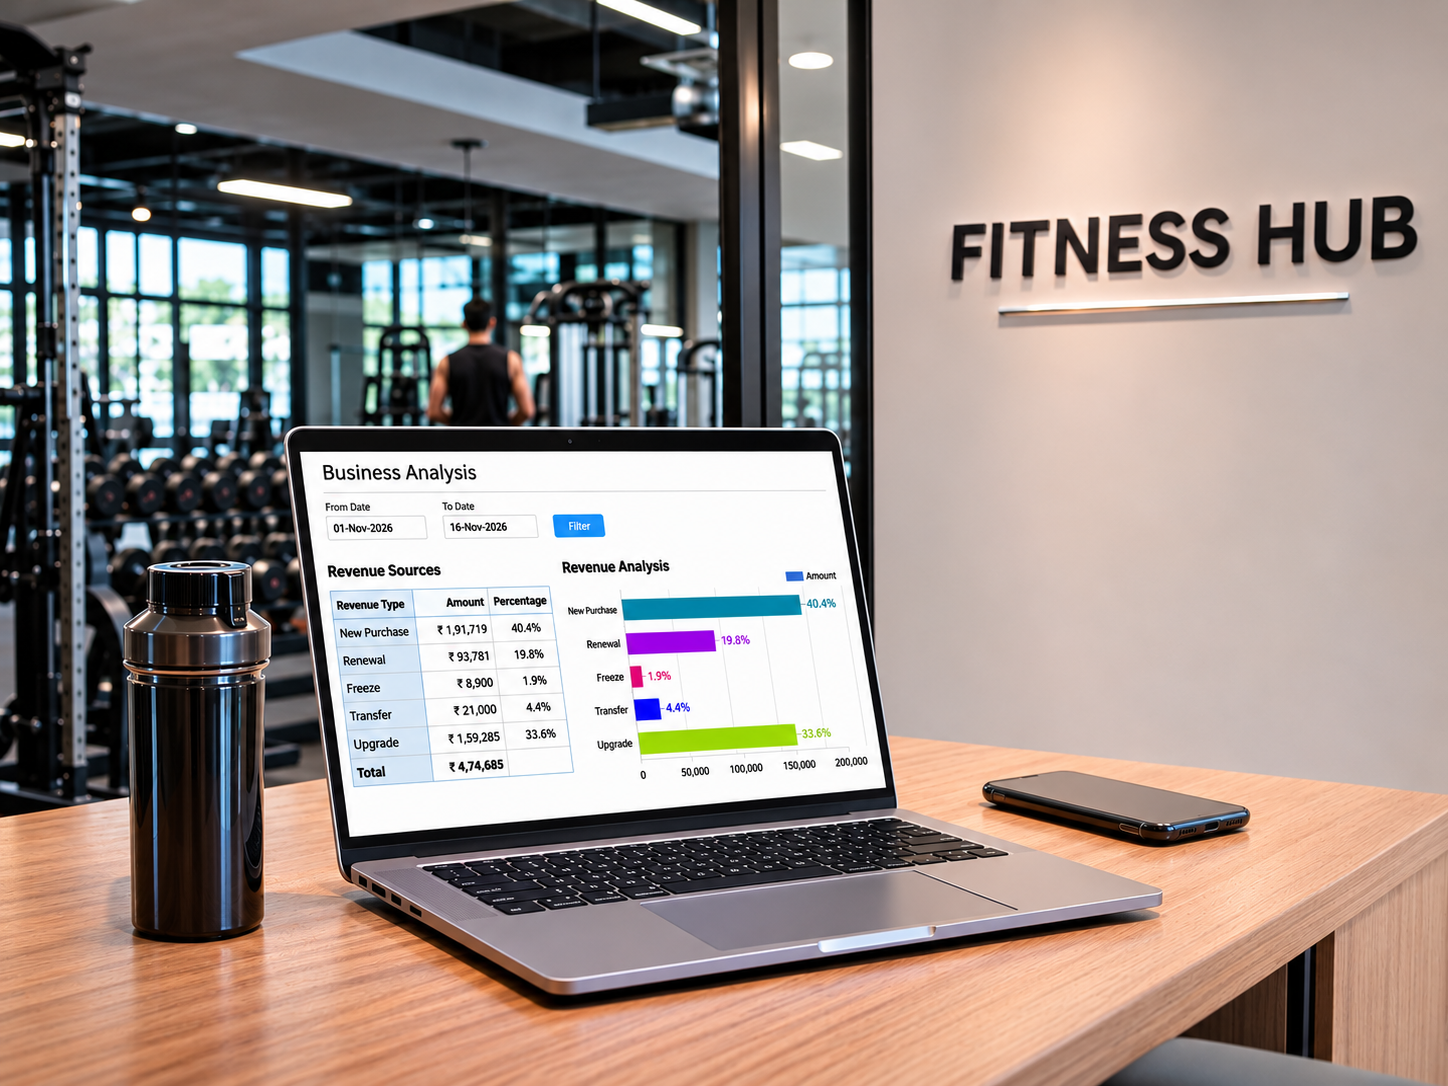 FITNESS HUB
Business Analysis
From Date To Date
01-Nov-2026 16-Nov-2026 Filter
Revenue Sources
Revenue Type Amount Percentage
New Purchase ₹ 1,91,719 40.4%
Renewal ₹ 93,781 19.8%
Freeze ₹ 8,900 1.9%
Transfer ₹ 21,000 4.4%
Upgrade ₹ 1,59,285 33.6%
Total ₹ 4,74,685
Revenue Analysis
Amount
New Purchase 40.4%
Renewal 19.8%
Freeze 1.9%
Transfer 4.4%
Upgrade 33.6%
0 50,000 100,000 150,000 200,000